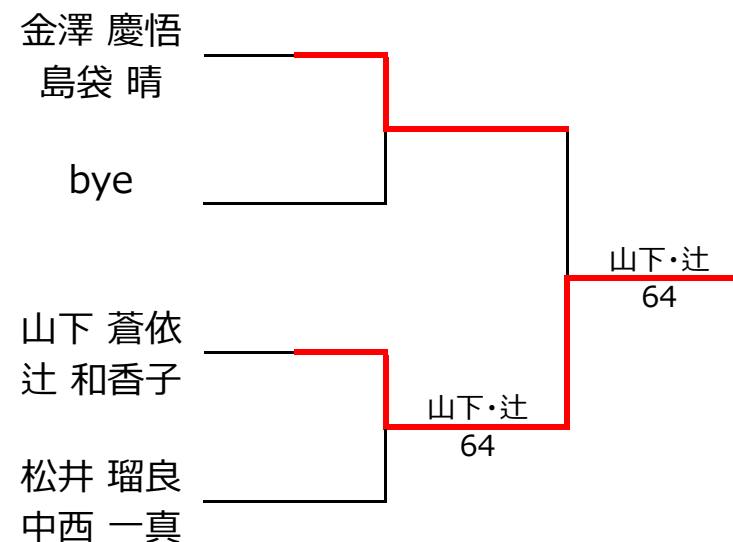 金澤 慶悟
島袋 晴
bye
山下・辻
64
山下 蒼依
辻 和香子
山下・辻
64
松井 瑠良
中西 一真